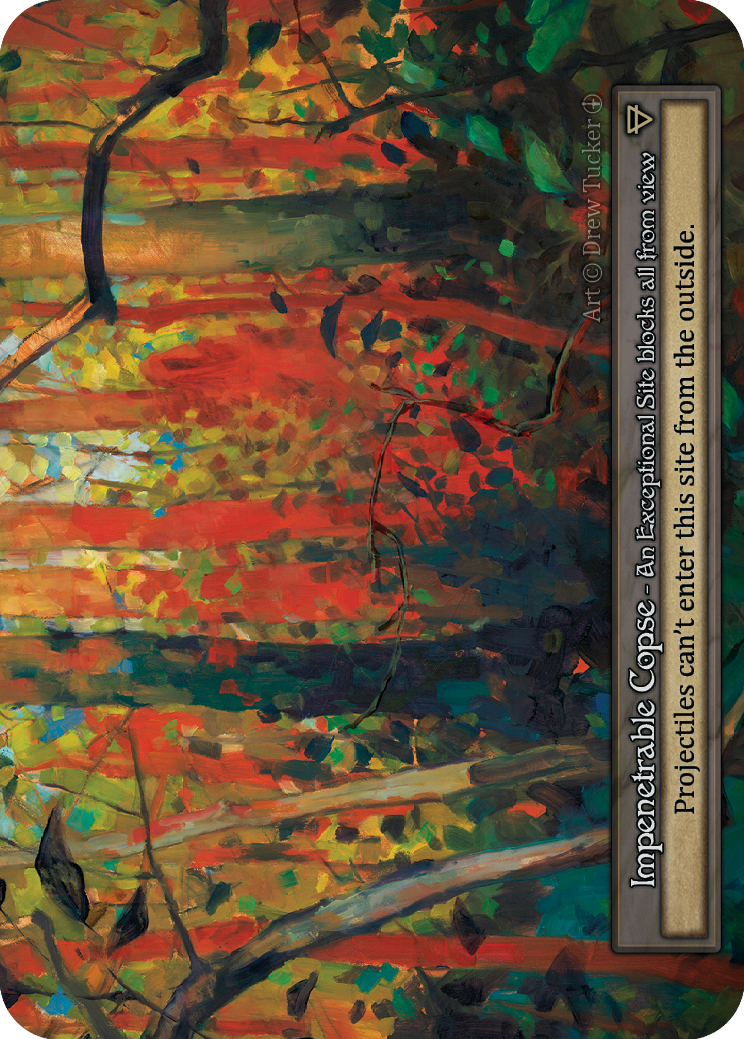 Art © Drew Tucker
Impenetrable Copse - An Exceptional Site blocks all from view
Projectiles can't enter this site from the outside.